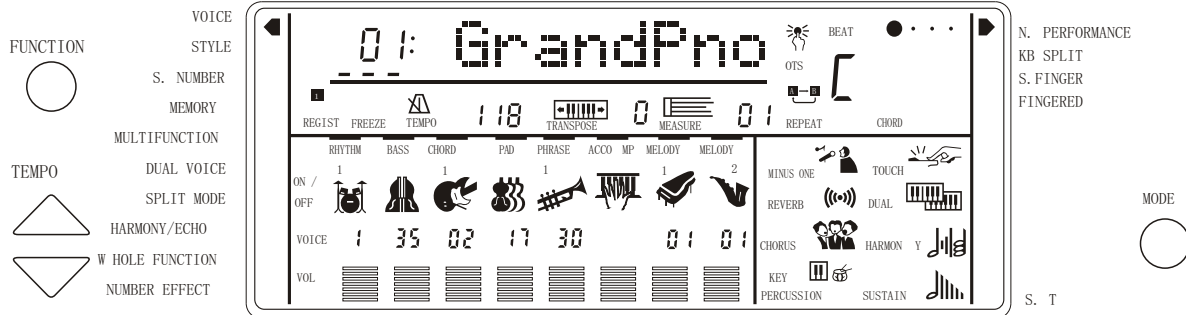 FUNCTION
TEMPO
VOICE
STYLE
S. NUMBER
MEMORY
MULTIFUNCTION
DUAL VOICE
SPLIT MODE
HARMONY/ECHO
W HOLE FUNCTION
NUMBER EFFECT
01: GrandPno
BEAT
OTS
1
A B
118 0 01
REGIST FREEZE TEMPO TRANSPOSE MEASURE REPEAT CHORD
C
RHYTHM BASS CHORD PAD PHRASE ACCO MP MELODY MELODY
1 1 1 1 2
ON /
OFF
VOICE 1 35 02 17 30 01 01
VOL
MINUS ONE TOUCH
REVERB DUAL
CHORUS HARMON Y
KEY
PERCUSSION SUSTAIN
N. PERFORMANCE
KB SPLIT
S.FINGER
FINGERED
MODE
S. T